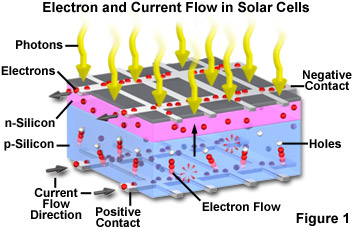 Electron and Current Flow in Solar Cells
Photons
Electrons
Negative
Contact
n-Silicon
p-Silicon
Holes
Current
Flow
Direction
Positive
Contact
Electron Flow
Figure 1